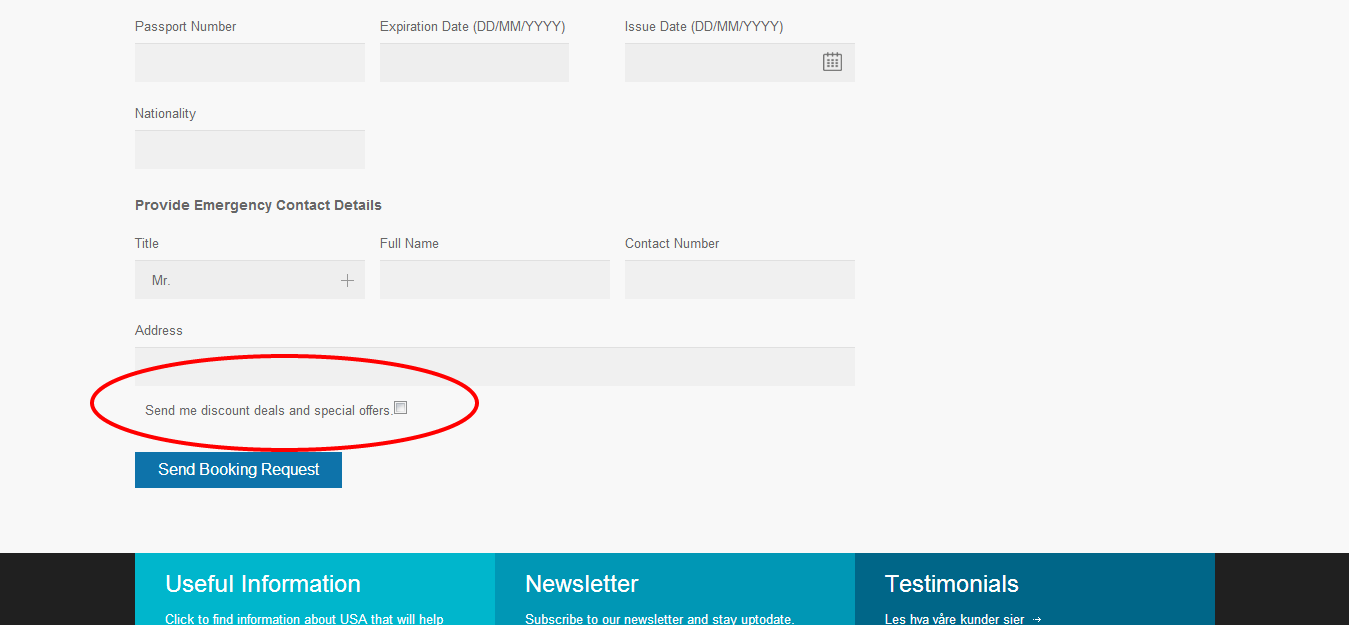 Passport Number Expiration Date (DD/MM/YYYY) Issue Date (DD/MM/YYYY)
Nationality
Provide Emergency Contact Details
Title Full Name Contact Number
Mr.
Address
Send me discount deals and special offers.
Send Booking Request
Useful Information Newsletter Testimonials
Click to find information about USA that will help Subscribe to our newsletter and stay uptodate. Les hva våre kunder sier →